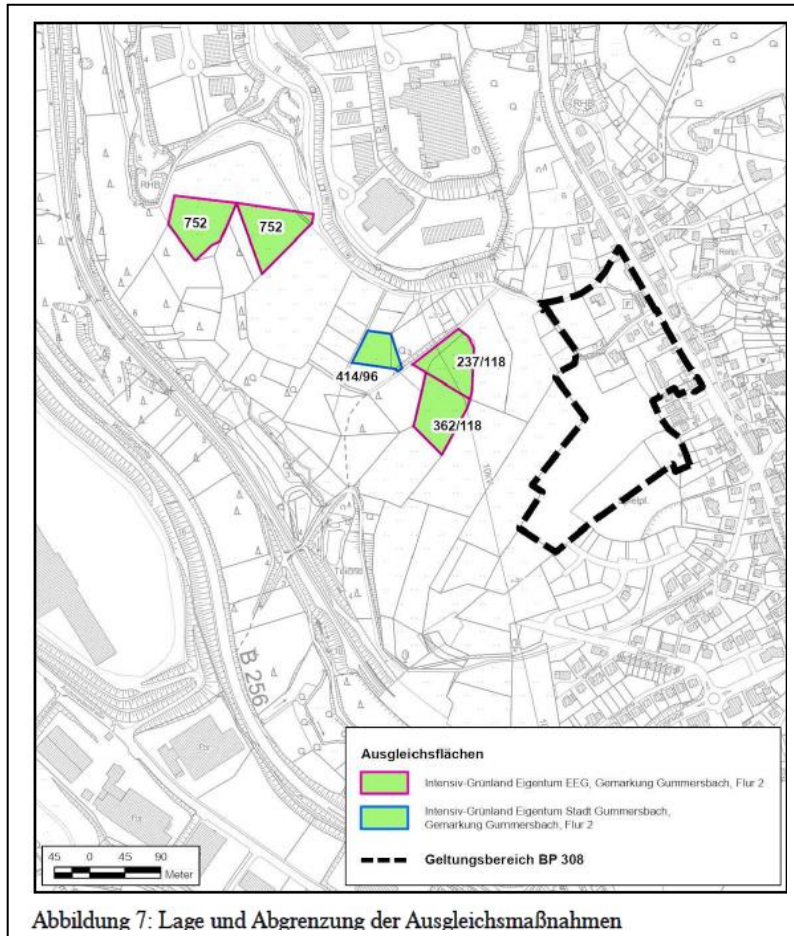 RHB
RHB
752
752
414/96
237/118
362/118
B 256
Ausgleichsflächen
Intensiv-Grünland Eigentum EEG, Gemarkung Gummersbach, Flur 2
Intensiv-Grünland Eigentum Stadt Gummersbach,
Gemarkung Gummersbach, Flur 2
Geltungsbereich BP 308
45 0 45 90
Meter
Abbildung 7: Lage und Abgrenzung der Ausgleichsmaßnahmen